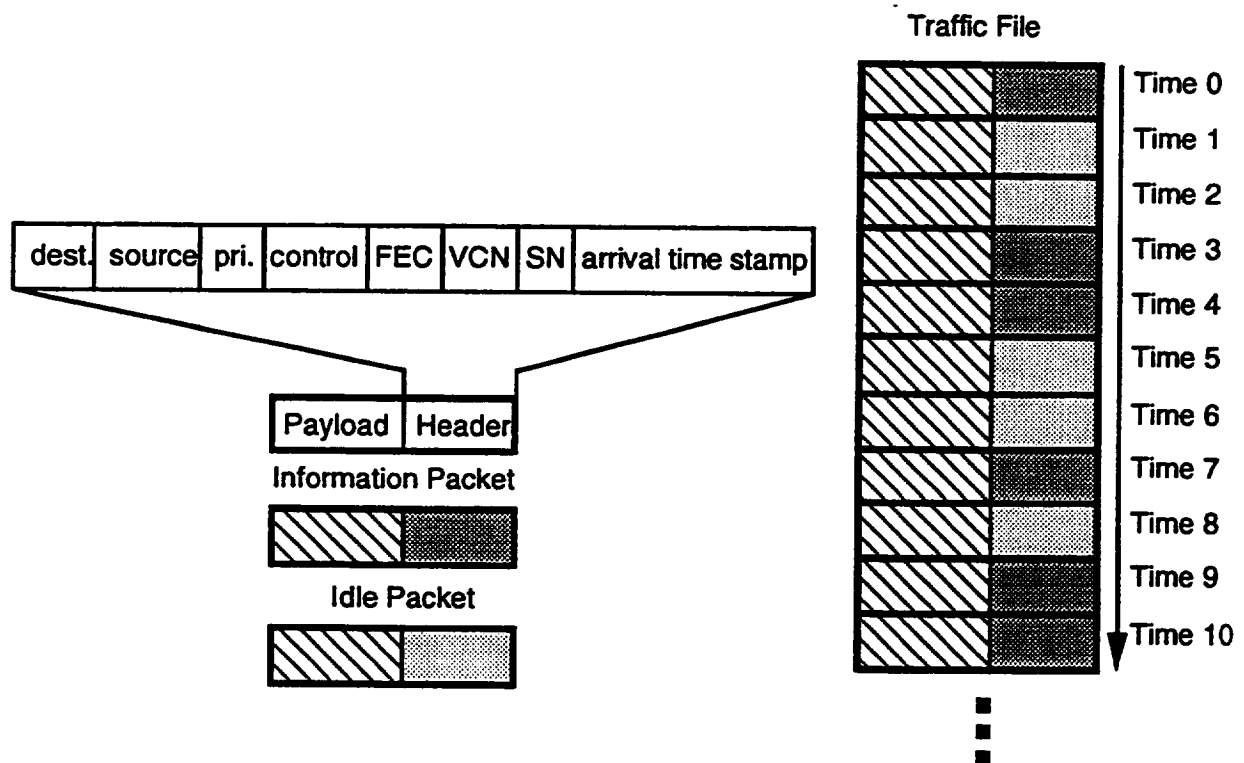 Traffic File
Time 0
Time 1
Time 2
Time 3
Time 4
Time 5
Time 6
Time 7
Time 8
Time 9
Time 10
dest. source pri. control FEC VCN SN arrival time stamp
Payload Header
Information Packet
Idle Packet